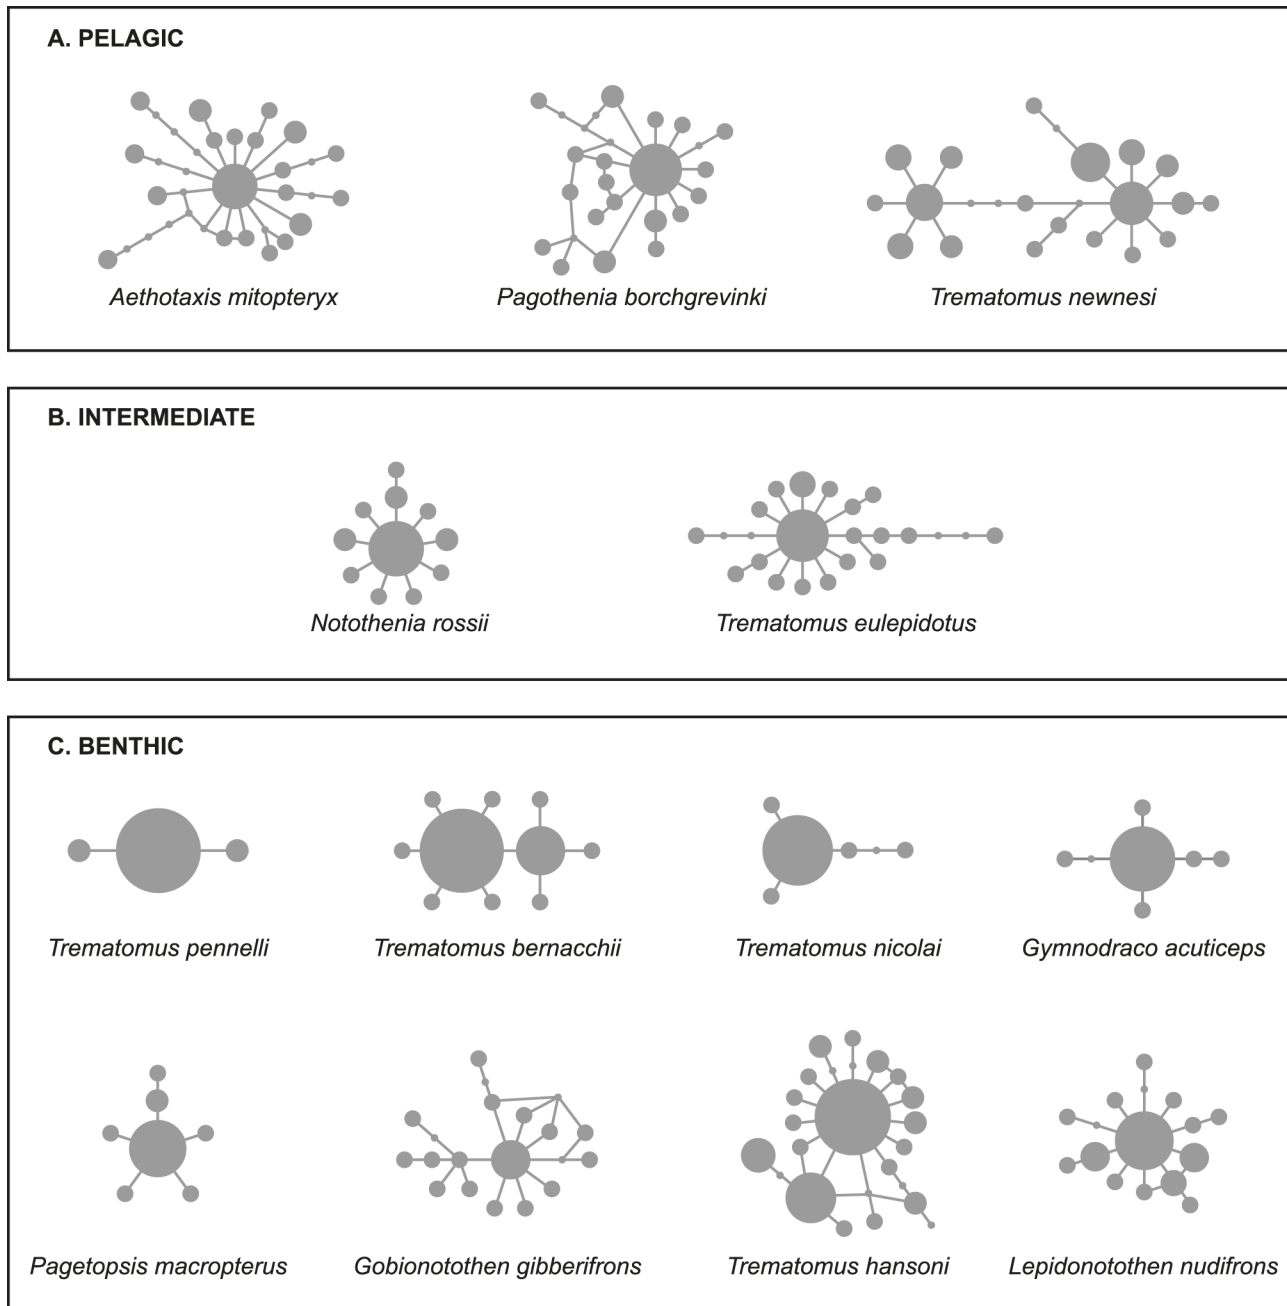 A. PELAGIC
Aethotaxis mitopteryx
Pagothenia borchgrevinki
Trematomus newnesi
B. INTERMEDIATE
Notothenia rossii
Trematomus eulepidotus
C. BENTHIC
Trematomus pennelli
Trematomus bernacchii
Trematomus nicolai
Gymnodraco acuticeps
Pagetopsis macropterus
Gobionotothen gibberifrons
Trematomus hansoni
Lepidonotothen nudifrons